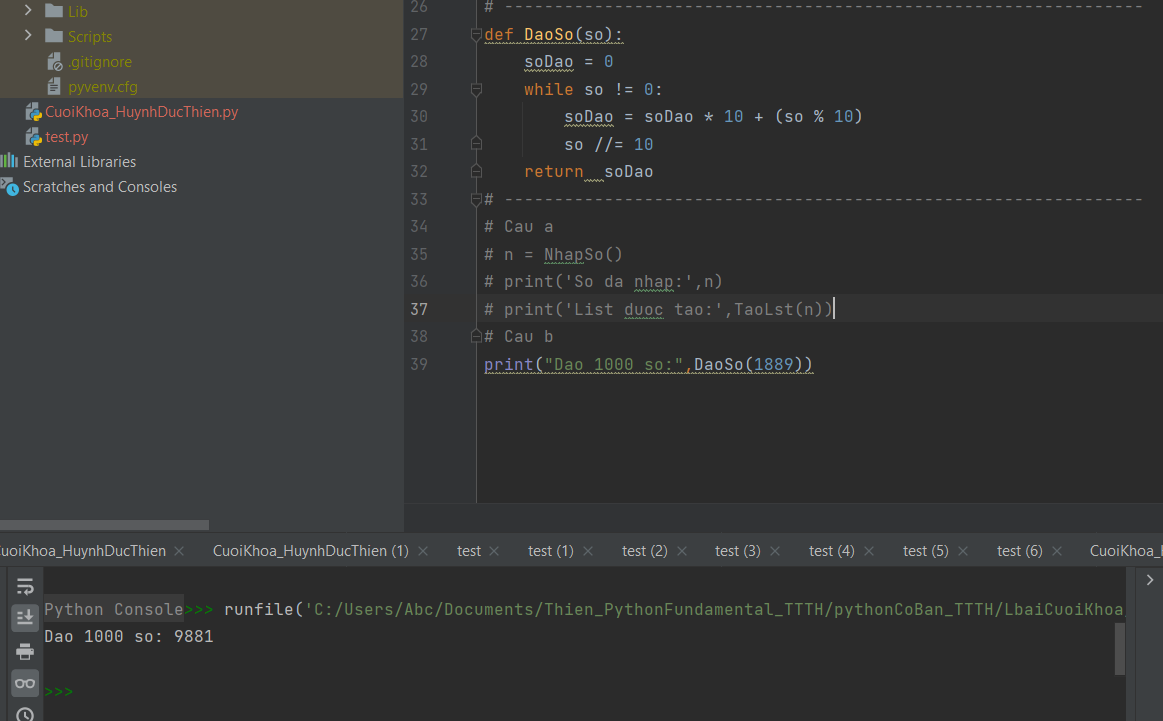 Lib
Scripts
.gitignore
pyvenv.cfg
CuoiKhoa_HuynhDucThien.py
test.py
External Libraries
Scratches and Consoles
26 # ----------------------------------------------------------------
27 def DaoSo(so):
28 soDao = 0
29 while so != 0:
30 soDao = soDao * 10 + (so % 10)
31 so //= 10
32 return  soDao
33 # ----------------------------------------------------------------
34 # Cau a
35 # n = NhapSo()
36 # print('So da nhap:',n)
37 # print('List duoc tao:',TaoLst(n))
38 # Cau b
39 print("Dao 1000 so:",DaoSo(1889))
CuoiKhoa_HuynhDucThien CuoiKhoa_HuynhDucThien (1) test test (1) test (2) test (3) test (4) test (5) test (6) CuoiKhoa_
Python Console>>> runfile('C:/Users/Abc/Documents/Thien_PythonFundamental_TTTH/pythonCoBan_TTTH/LbaiCuoiKhoa
Dao 1000 so: 9881
>>>